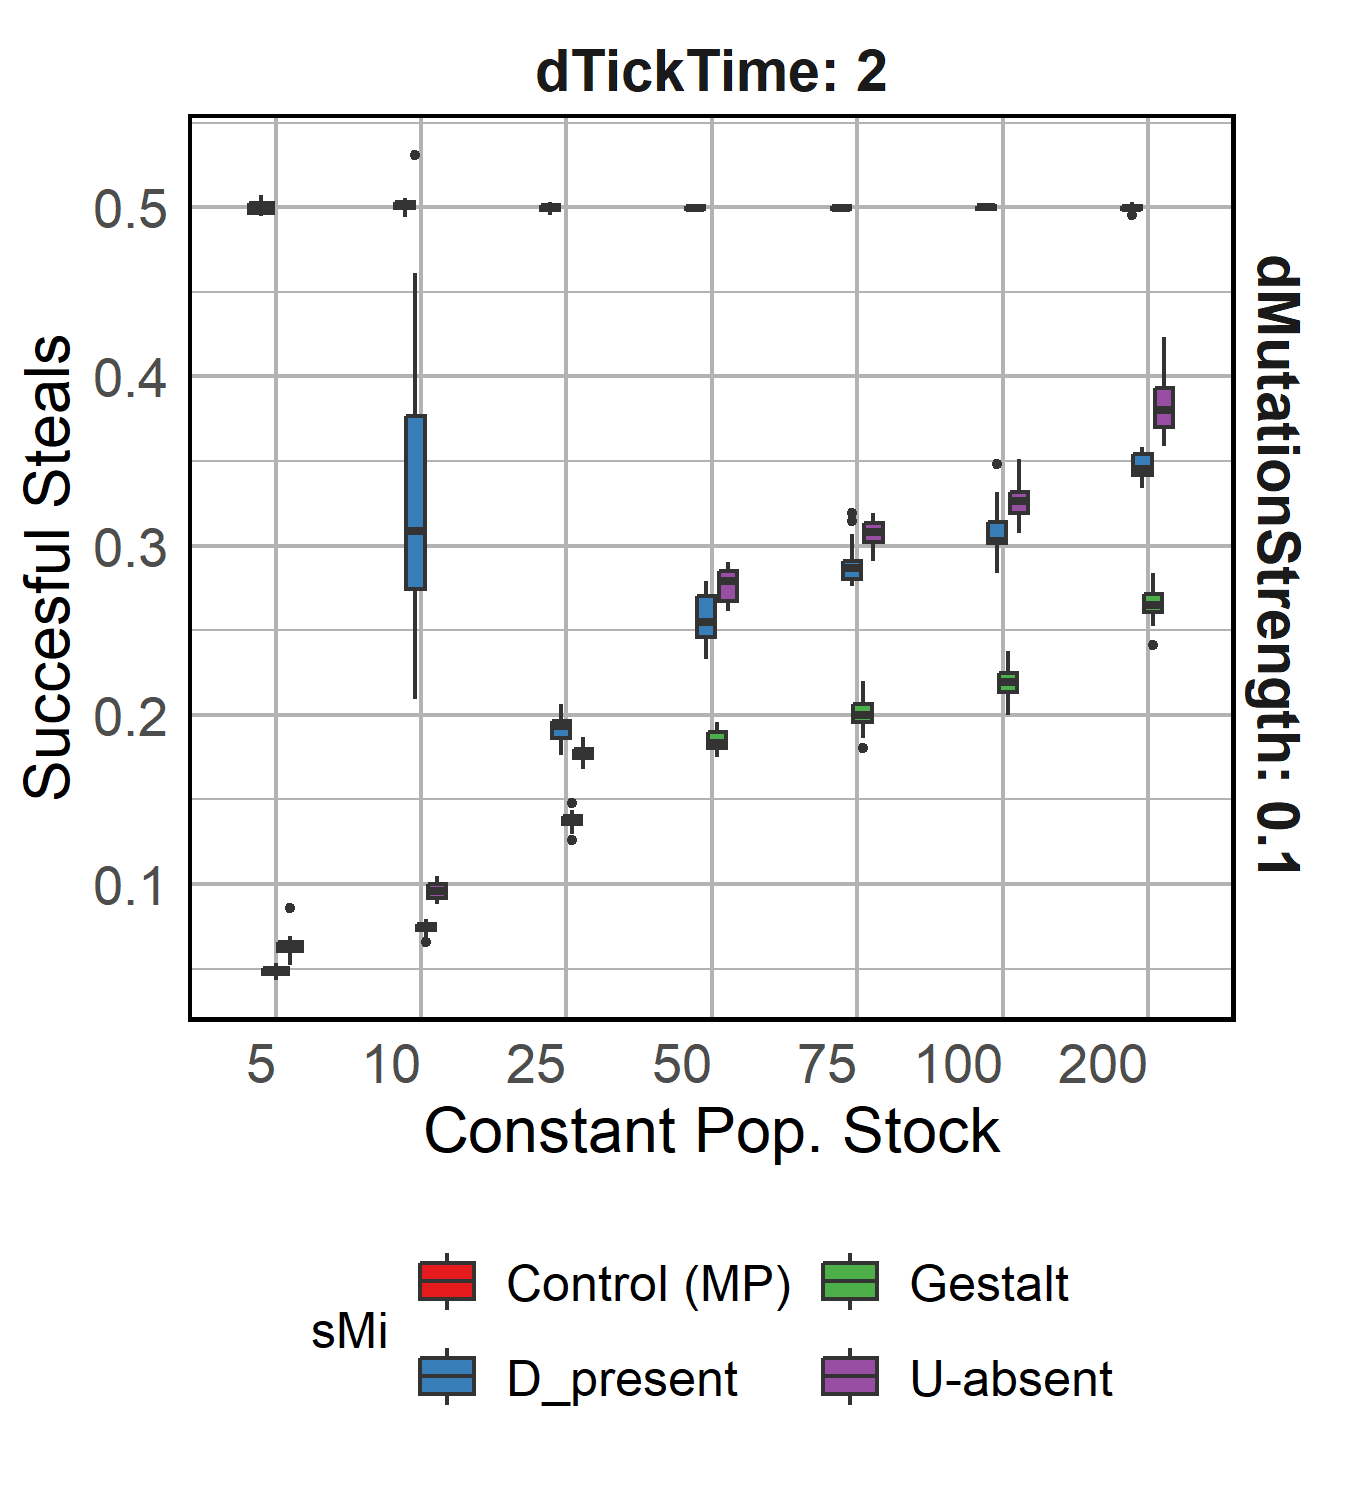 dTickTime: 2
0.5
0.4
0.3
0.2
0.1
Succesful Steals
dMutationStrength: 0.1
5 10 25 50 75 100 200
Constant Pop. Stock
sMi
Control (MP) Gestalt
D_present U-absent